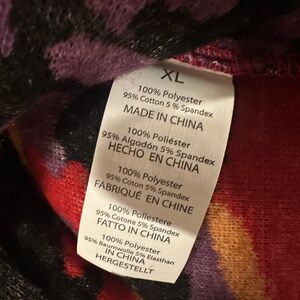 XL
100% Polyester
95% Cotton 5% Spandex
MADE IN CHINA
100% Poliéster
95% Algodón 5% Spandex
HECHO EN CHINA
100% Polyester
95% Cotton 5% Spandex
FABRIQUÉ EN CHINE
100% Poliestere
95% Cotone 5% Spandex
FATTO IN CHINA
100% Polyester
95% Baumwolle 5% Elasthan
IN CHINA
HERGESTELLT